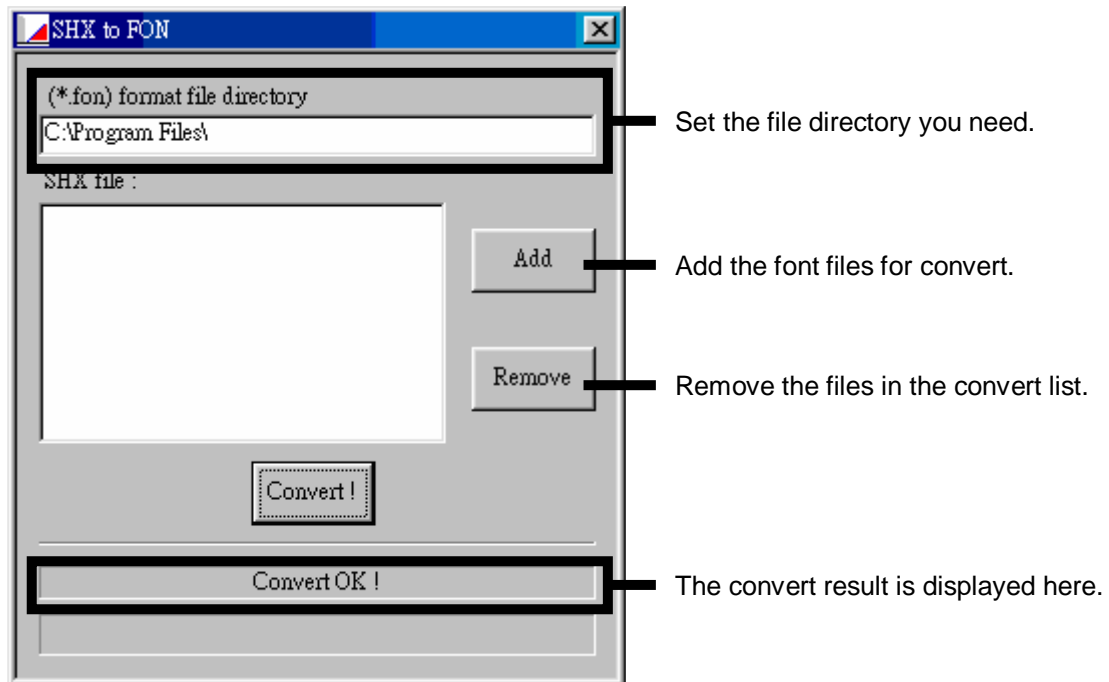 SHX to FON
(*.fon) format file directory
C:\Program Files\
Set the file directory you need.
SHX file :
Add
Add the font files for convert.
Remove
Remove the files in the convert list.
Convert !
Convert OK !
The convert result is displayed here.